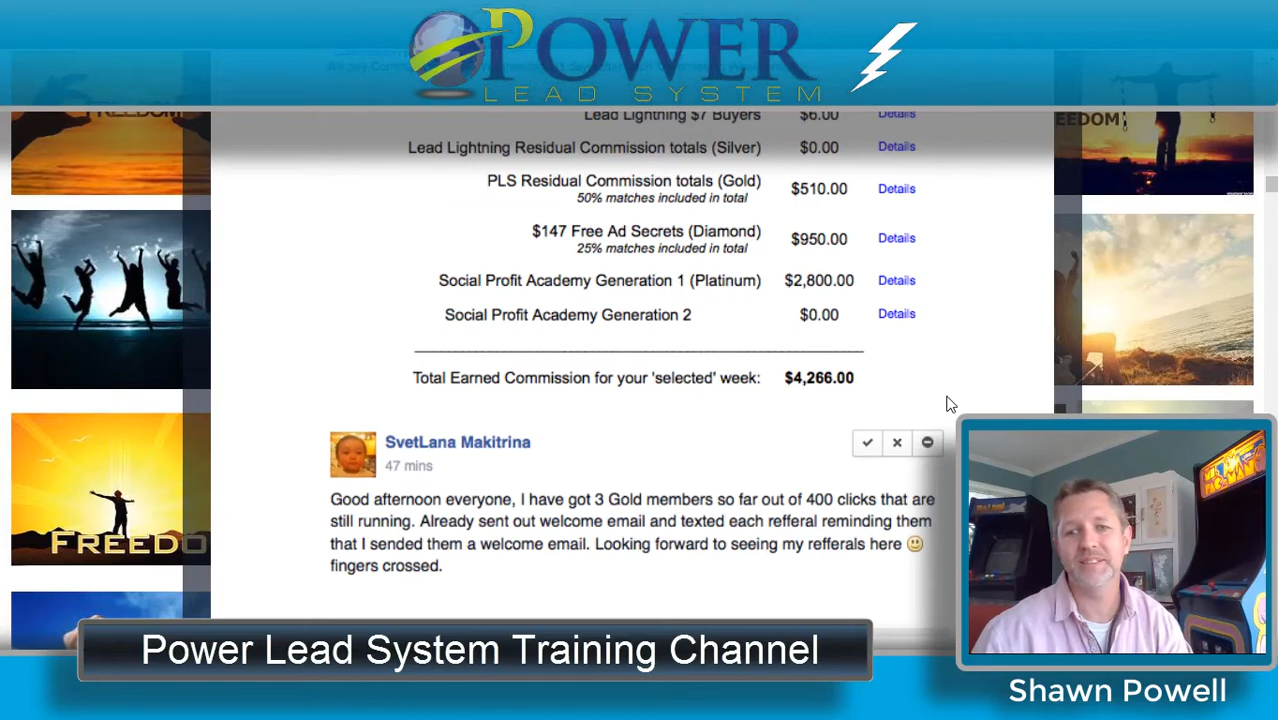 POWER
LEAD SYSTEM
FREEDOM
EEDOM
Lead Lightning $7 Buyers $6.00 Details
Lead Lightning Residual Commission totals (Silver) $0.00 Details
PLS Residual Commission totals (Gold) $510.00 Details
50% matches included in total
$147 Free Ad Secrets (Diamond) $950.00 Details
25% matches included in total
Social Profit Academy Generation 1 (Platinum) $2,800.00 Details
Social Profit Academy Generation 2 $0.00 Details
Total Earned Commission for your 'selected' week: $4,266.00
SvetLana Makitrina
47 mins
Good afternoon everyone, I have got 3 Gold members so far out of 400 clicks that are
still running. Already sent out welcome email and texted each refferal reminding them
that I sended them a welcome email. Looking forward to seeing my refferals here 🙂
fingers crossed.
FREEDO
Power Lead System Training Channel
Shawn Powell